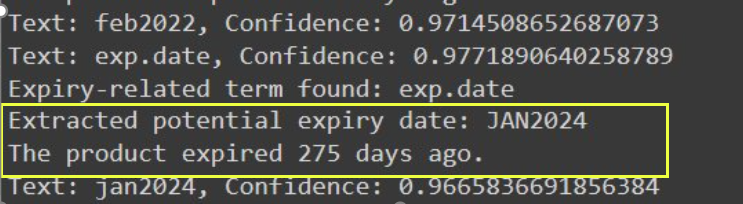 Text: feb2022, Confidence: 0.9714508652687073
Text: exp.date, Confidence: 0.9771890640258789
Expiry-related term found: exp.date
Extracted potential expiry date: JAN2024
The product expired 275 days ago.
Text: jan2024, Confidence: 0.9665836691856384